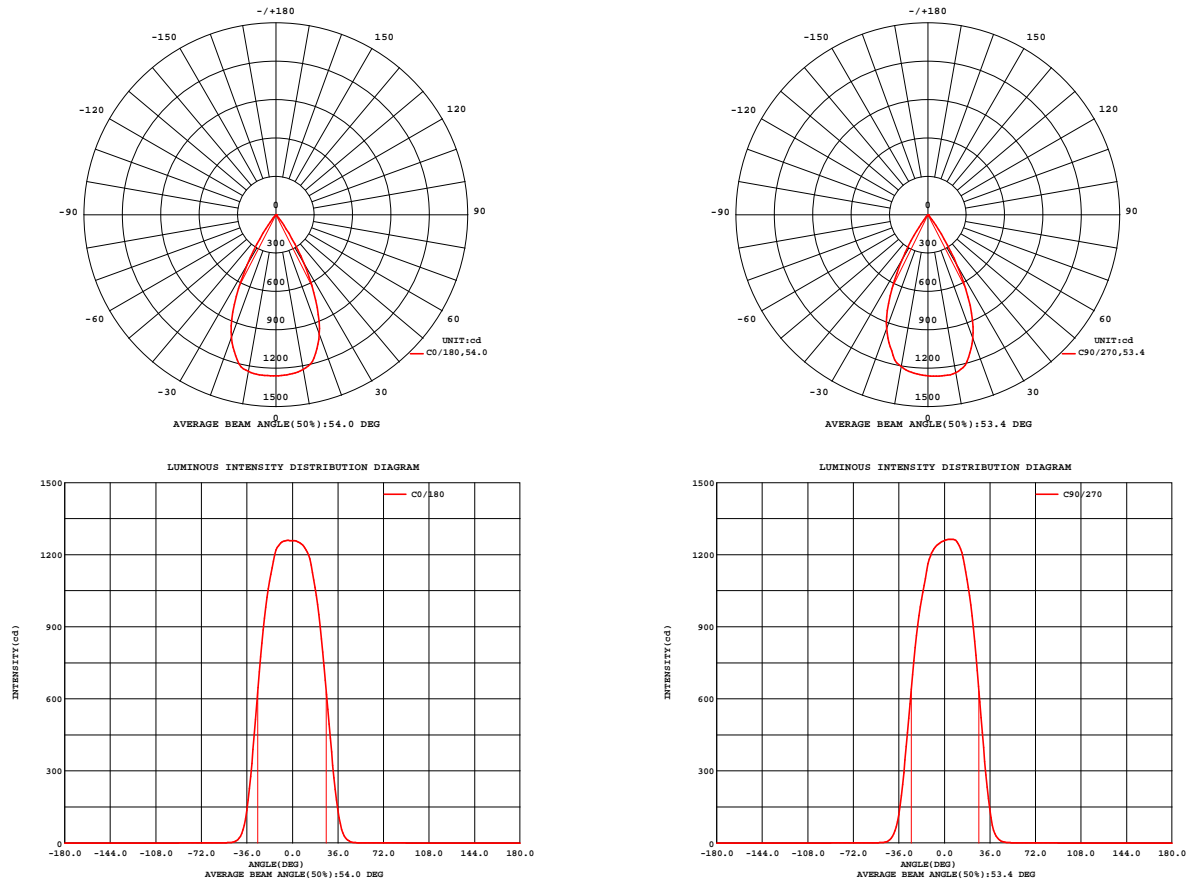 -/+180
-150 150
-120 120
-90 90
0
300
600
900
1200
1500
0
-60 60
-30 30
UNIT:cd
C0/180,54.0
AVERAGE BEAM ANGLE(50%):54.0 DEG
-/+180
-150 150
-120 120
-90 90
0
300
600
900
1200
1500
0
-60 60
-30 30
UNIT:cd
C90/270,53.4
AVERAGE BEAM ANGLE(50%):53.4 DEG
LUMINOUS INTENSITY DISTRIBUTION DIAGRAM
C0/180
1500
1200
900
600
300
0
INTENSITY(cd)
-180.0 -144.0 -108.0 -72.0 -36.0 0.0 36.0 72.0 108.0 144.0 180.0
ANGLE(DEG)
AVERAGE BEAM ANGLE(50%):54.0 DEG
LUMINOUS INTENSITY DISTRIBUTION DIAGRAM
C90/270
1500
1200
900
600
300
0
INTENSITY(cd)
-180.0 -144.0 -108.0 -72.0 -36.0 0.0 36.0 72.0 108.0 144.0 180.0
ANGLE(DEG)
AVERAGE BEAM ANGLE(50%):53.4 DEG